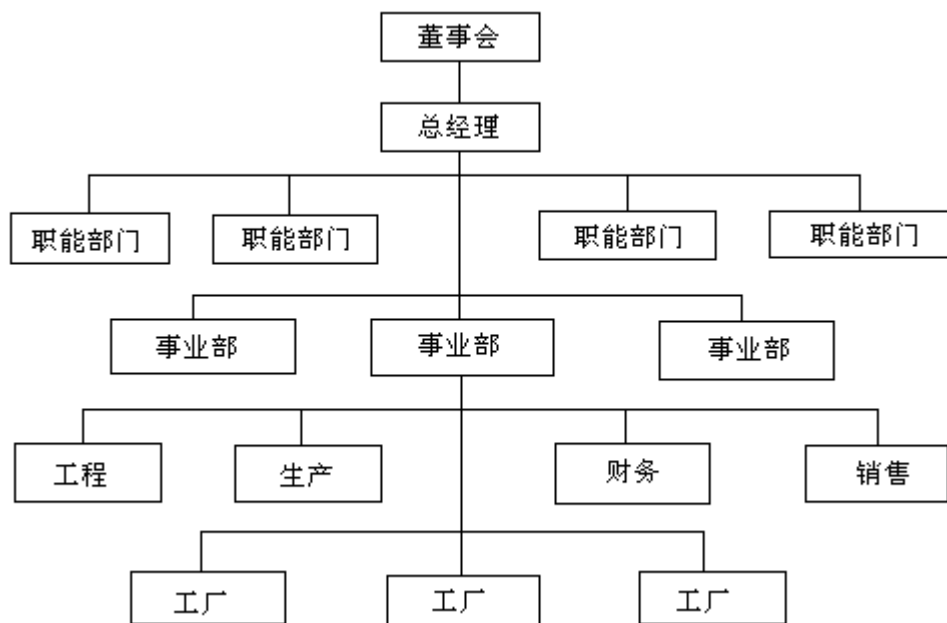 董事会
总经理
职能部门
职能部门
职能部门
职能部门
事业部
事业部
事业部
工程
生产
财务
销售
工厂
工厂
工厂